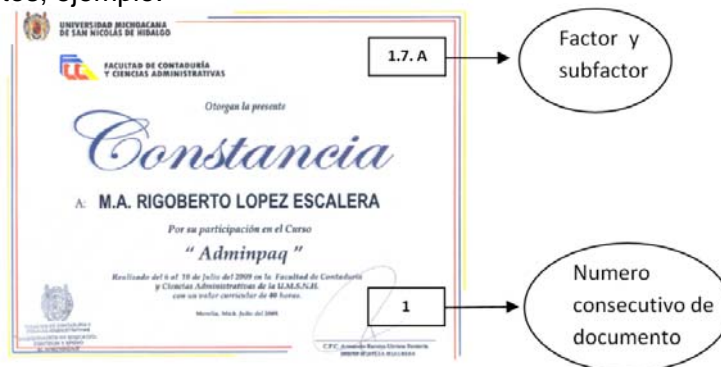 ejemplo:
UNIVERSIDAD MICHOACANA
DE SAN NICOLÁS DE HIDALGO
FACULTAD DE CONTADURÍA
Y CIENCIAS ADMINISTRATIVAS
1.7. A
Factor y
subfactor
Otorgan la presente
Constancia
A: M.A. RIGOBERTO LOPEZ ESCALERA
Por su participación en el Curso
“ Adminpaq ”
Realizado del 6 al 10 de Julio del 2009 en la Facultad de Contaduría
y Ciencias Administrativas de la U.M.S.N.H.
con un valor curricular de 40 horas.
Morelia, Mich. Julio del 2009.
1
Numero
consecutivo de
documento